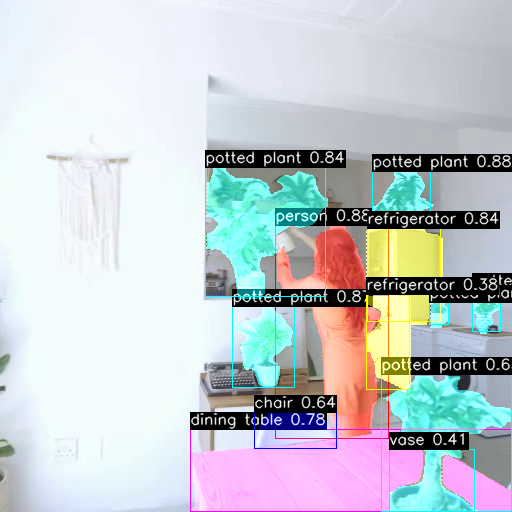 potted plant 0.84
potted plant 0.88
person 0.88
refrigerator 0.84
refrigerator 0.38
potted plant 0.8
potted plant 0.6
chair 0.64
dining table 0.78
vase 0.41